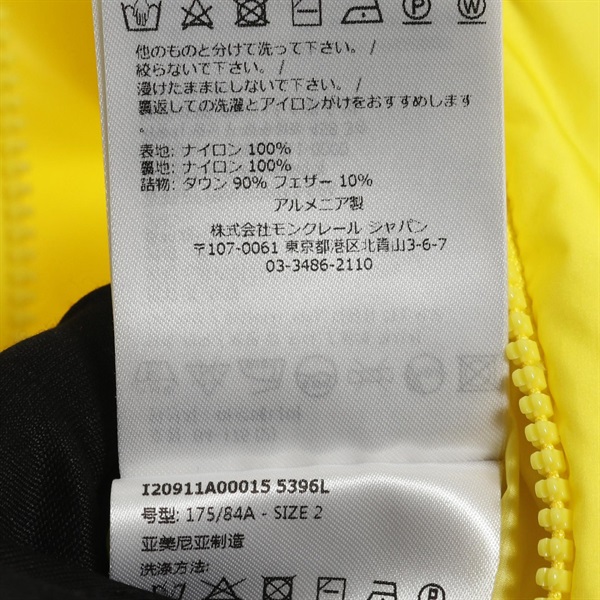 他のものと分けて洗って下さい。/
絞らないで下さい。/
浸けたままにしないで下さい。/
裏返しての洗濯とアイロンがけをおすすめします
。
表地: ナイロン 100%
裏地: ナイロン 100%
詰物: ダウン 90% フェザー 10%
アルメニア製
株式会社モンクレール ジャパン
〒107-0061 東京都港区北青山3-6-7
03-3486-2110
I20911A00015 5396L
号型: 175/84A - SIZE 2
亚美尼亚制造
洗涤方法: